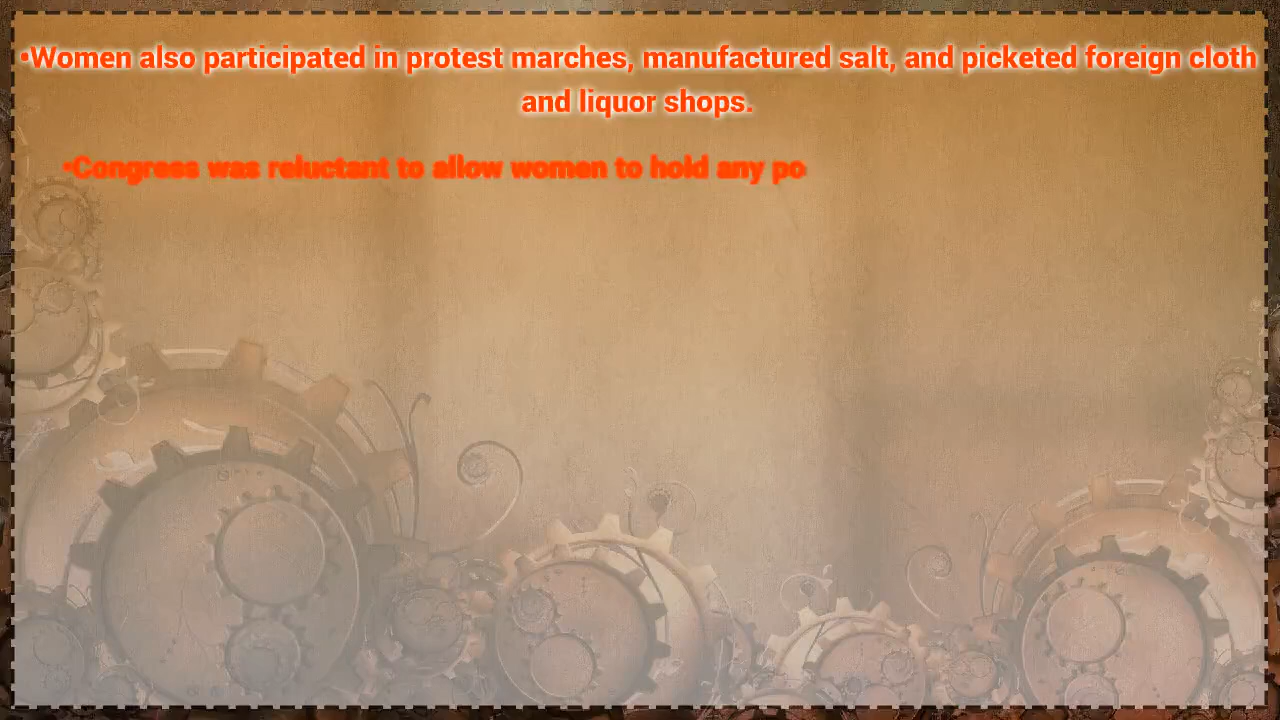 •Women also participated in protest marches, manufactured salt, and picketed foreign cloth
and liquor shops.
•Congress was reluctant to allow women to hold any po